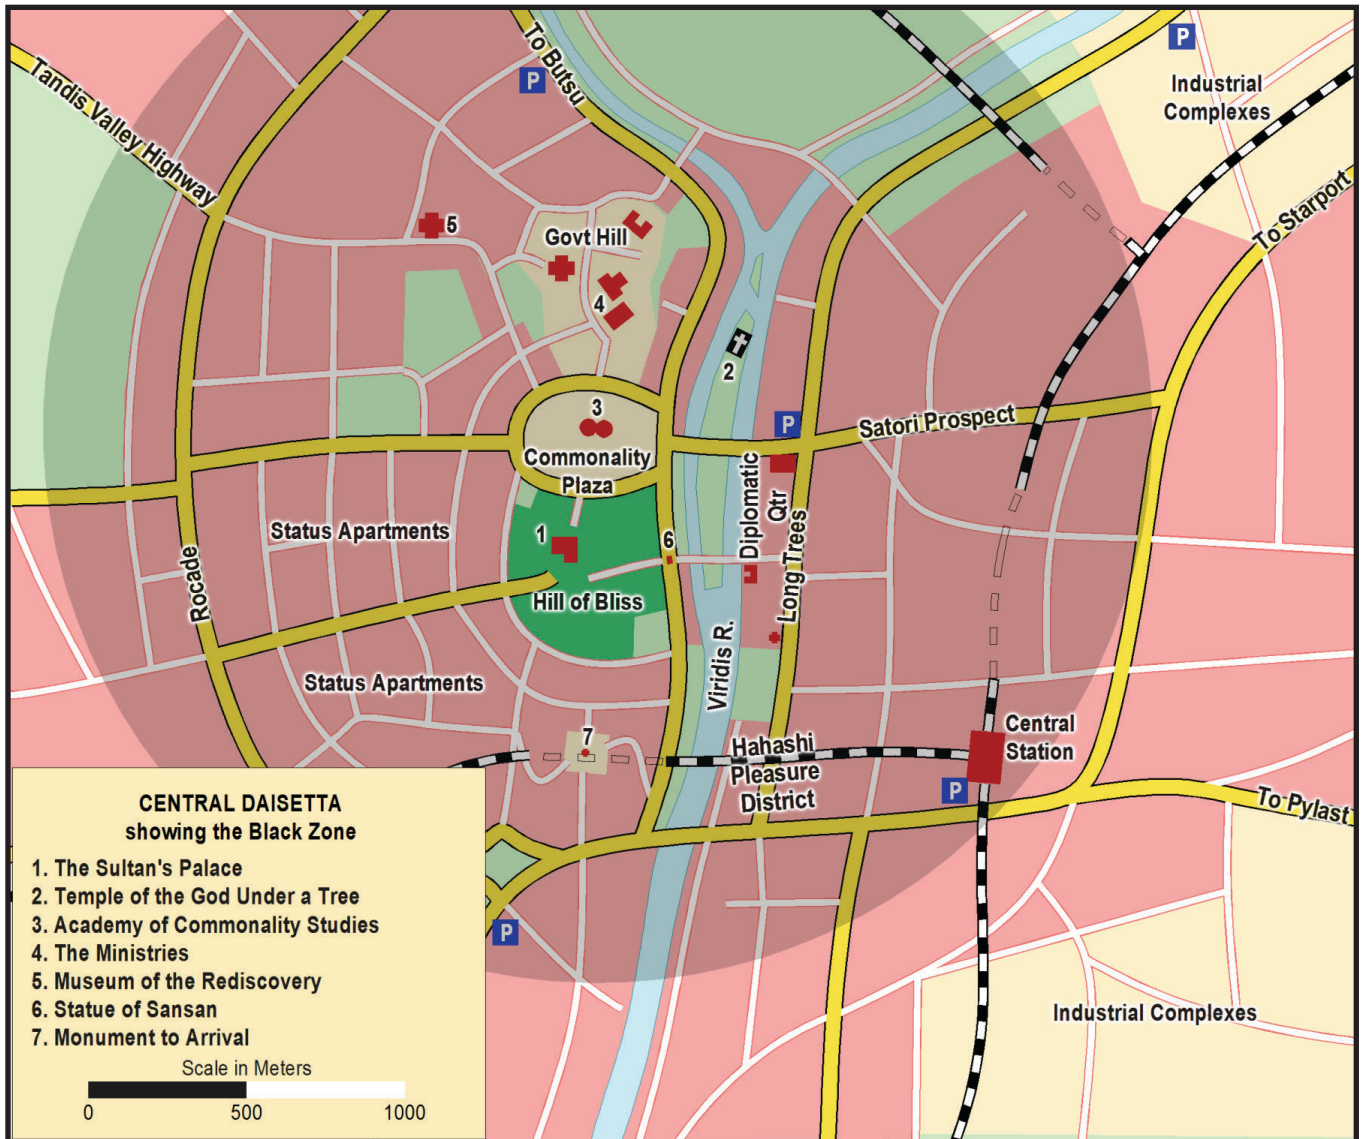 To Butsu
P
P
Industrial
Complexes
Tandis Valley Highway
To Starport
5
Govt Hill
4
2
3
P
Satori Prospect
Commonality
Plaza
Diplomatic
Qtr
Status Apartments
1
6
Rocade
Long Trees
Hill of Bliss
Viridis R.
Status Apartments
7
Central
Station
Hahashi
Pleasure
District
P
To Pylast
CENTRAL DAISETTA
showing the Black Zone
1. The Sultan's Palace
2. Temple of the God Under a Tree
3. Academy of Commonality Studies
4. The Ministries
5. Museum of the Rediscovery
6. Statue of Sansan
7. Monument to Arrival
Scale in Meters
0 500 1000
P
Industrial Complexes